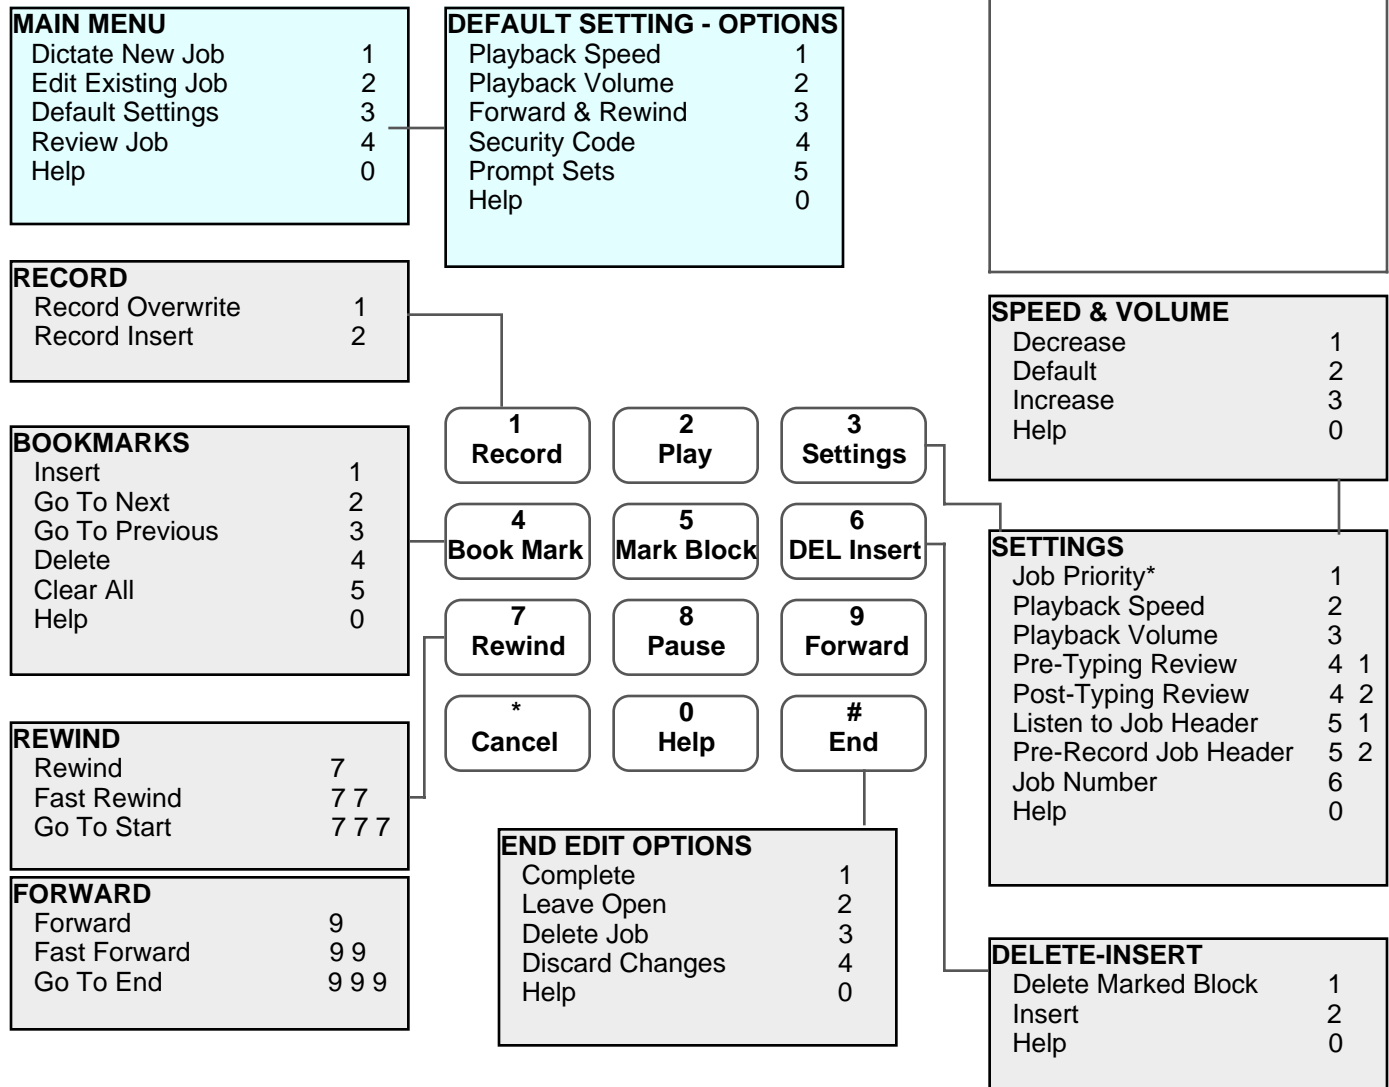 MAIN MENU
Dictate New Job 1
Edit Existing Job 2
Default Settings 3
Review Job 4
Help 0
DEFAULT SETTING - OPTIONS
Playback Speed 1
Playback Volume 2
Forward & Rewind 3
Security Code 4
Prompt Sets 5
Help 0
RECORD
Record Overwrite 1
Record Insert 2
SPEED & VOLUME
Decrease 1
Default 2
Increase 3
Help 0
BOOKMARKS
Insert 1
Go To Next 2
Go To Previous 3
Delete 4
Clear All 5
Help 0
1
Record
2
Play
3
Settings
4
Book Mark
5
Mark Block
6
DEL Insert
7
Rewind
8
Pause
9
Forward
*
Cancel
0
Help
#
End
SETTINGS
Job Priority* 1
Playback Speed 2
Playback Volume 3
Pre-Typing Review 4 1
Post-Typing Review 4 2
Listen to Job Header 5 1
Pre-Record Job Header 5 2
Job Number 6
Help 0
REWIND
Rewind 7
Fast Rewind 7 7
Go To Start 7 7 7
FORWARD
Forward 9
Fast Forward 9 9
Go To End 9 9 9
END EDIT OPTIONS
Complete 1
Leave Open 2
Delete Job 3
Discard Changes 4
Help 0
DELETE-INSERT
Delete Marked Block 1
Insert 2
Help 0